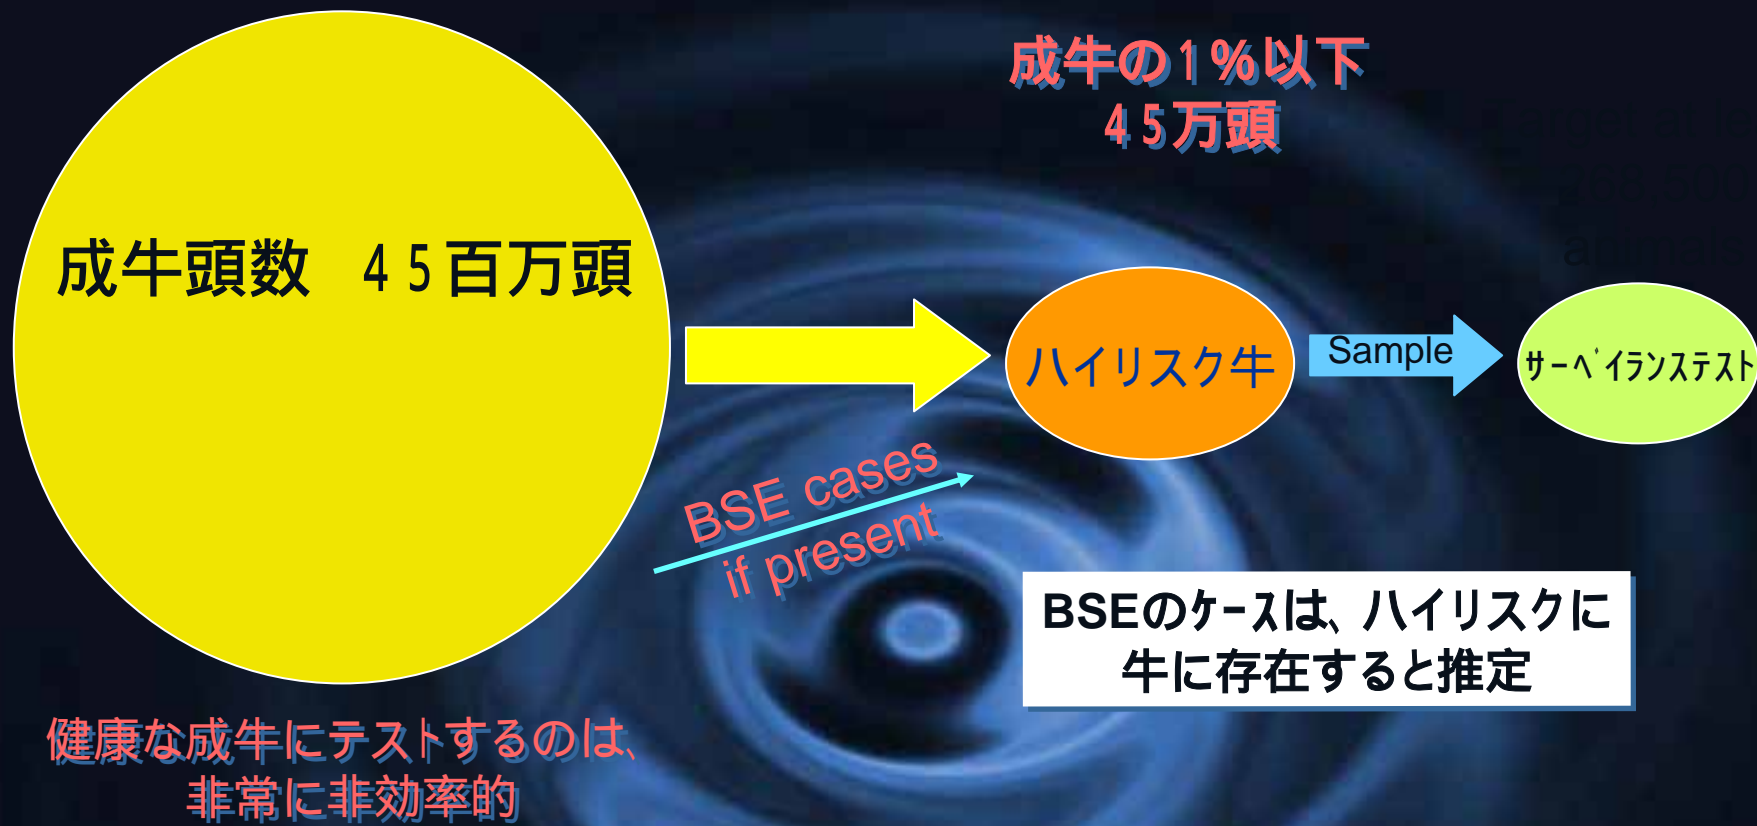 成牛の1%以下
45万頭
成牛頭数　45百万頭
ハイリスク牛
Sample
サーベイランステスト
BSE cases
if present
BSEのケースは、ハイリスクに
牛に存在すると推定
健康な成牛にテストするのは、
非常に非効率的